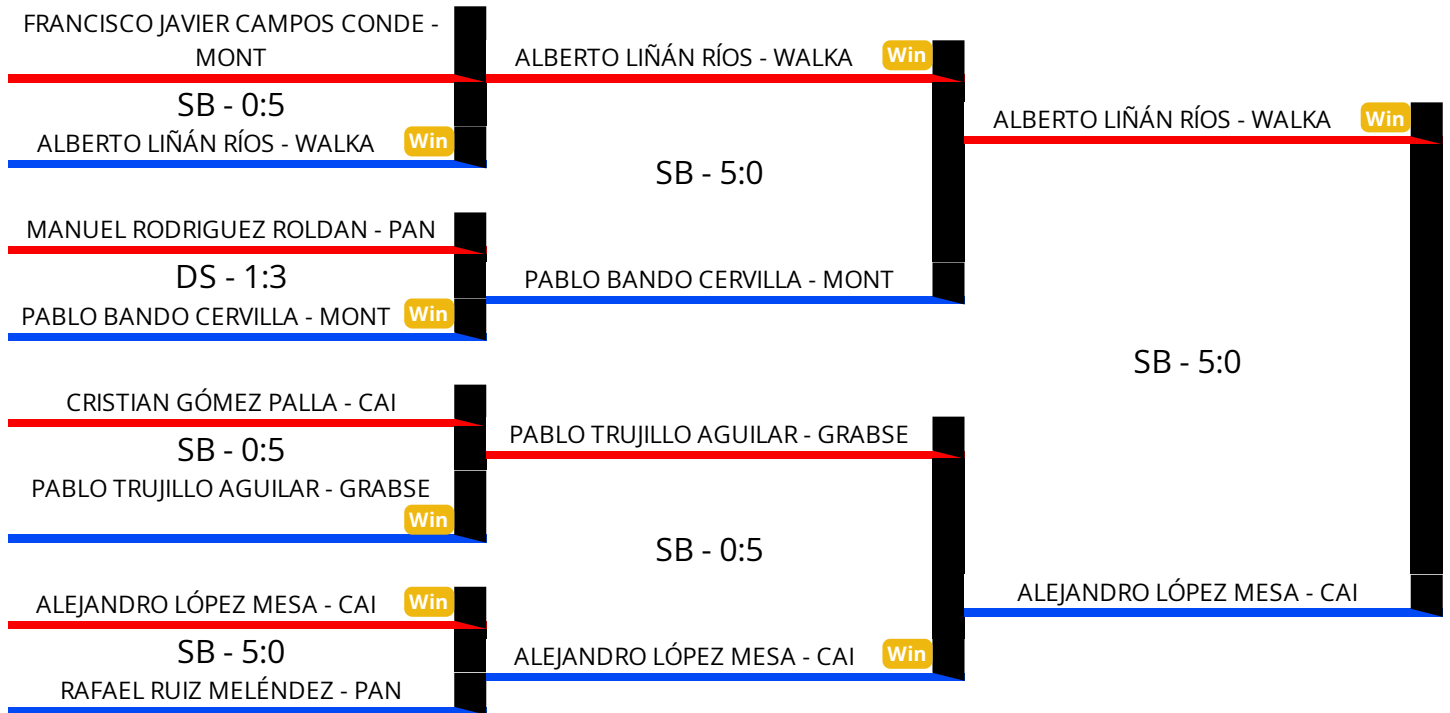 FRANCISCO JAVIER CAMPOS CONDE -
MONT
SB - 0:5
ALBERTO LIÑÁN RÍOS - WALKA Win
MANUEL RODRIGUEZ ROLDAN - PAN
DS - 1:3
PABLO BANDO CERVILLA - MONT Win
CRISTIAN GÓMEZ PALLA - CAI
SB - 0:5
PABLO TRUJILLO AGUILAR - GRABSE
Win
ALEJANDRO LÓPEZ MESA - CAI Win
SB - 5:0
RAFAEL RUIZ MELÉNDEZ - PAN
ALBERTO LIÑÁN RÍOS - WALKA Win
SB - 5:0
PABLO BANDO CERVILLA - MONT
PABLO TRUJILLO AGUILAR - GRABSE
SB - 0:5
ALEJANDRO LÓPEZ MESA - CAI Win
ALBERTO LIÑÁN RÍOS - WALKA Win
SB - 5:0
ALEJANDRO LÓPEZ MESA - CAI